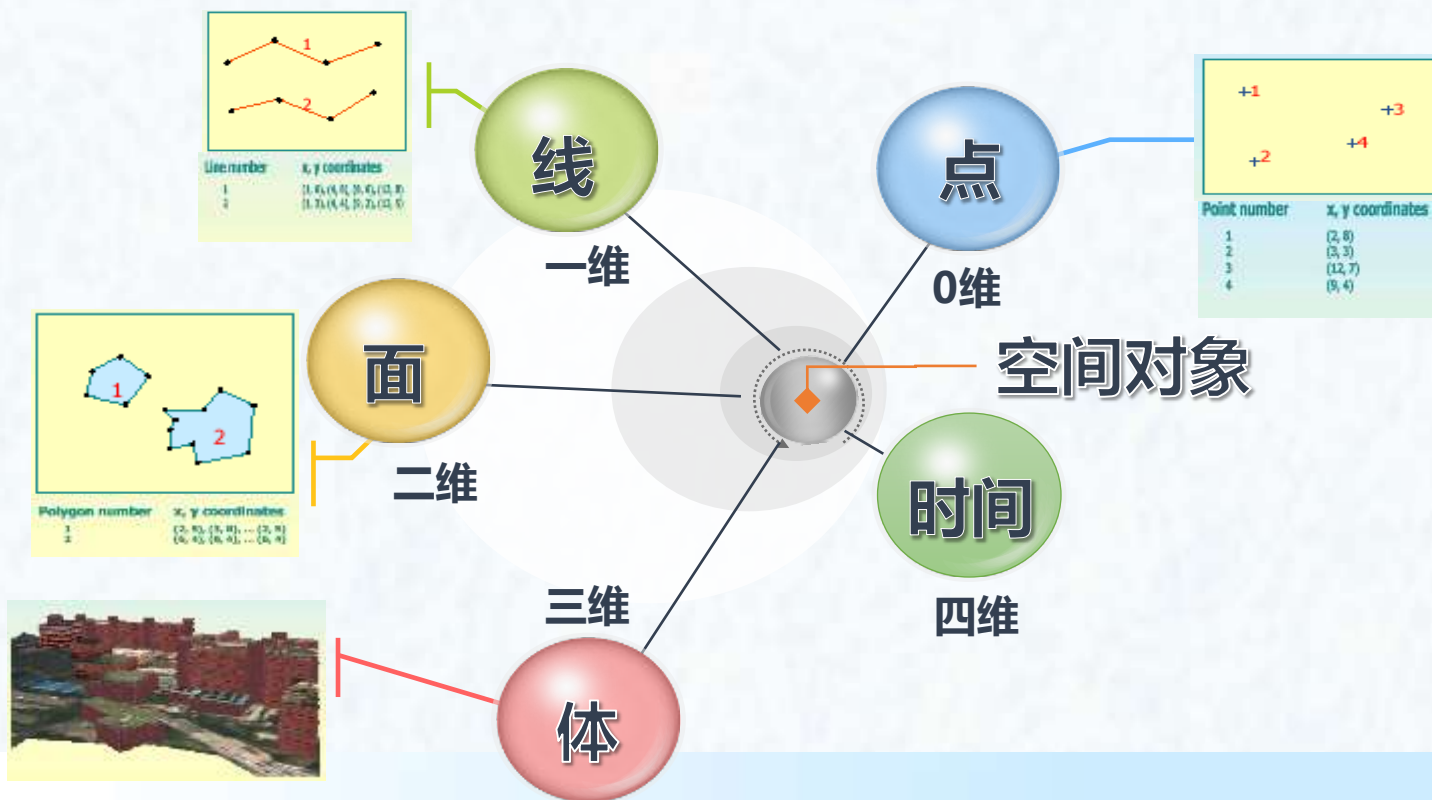 1
2
Line number x, y coordinates
1
2
线
一维
点
0维
+1
+3
+4
+2
Point number x, y coordinates
1 (2, 8)
2 (3, 3)
3 (12, 7)
4 (9, 4)
空间对象
面
二维
1
2
Polygon number x, y coordinates
1
2
时间
四维
三维
体